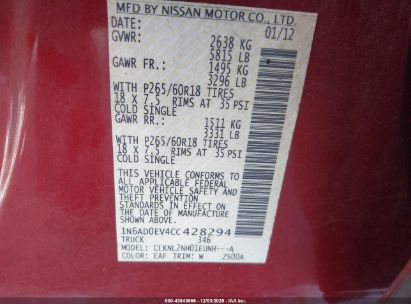 MFD BY NISSAN MOTOR CO., LTD.
DATE: 01/12
GVWR: 2638 KG
5815 LB
GAWR FR.: 1495 KG
3296 LB
WITH P265/60R18 TIRES
18 X 7.5 RIMS AT 35 PSI
COLD SINGLE
GAWR RR.: 1511 KG
3331 LB
WITH P265/60R18 TIRES
18 X 7.5 RIMS AT 35 PSI
COLD SINGLE
THIS VEHICLE CONFORMS TO
ALL APPLICABLE FEDERAL
MOTOR VEHICLE SAFETY AND
THEFT PREVENTION
STANDARDS IN EFFECT ON
THE DATE OF MANUFACTURE
SHOWN ABOVE.
1N6AD0EV4CC428294
TRUCK 346
MODEL: CLKNLZNH01EUNH---A
COLOR: EAF TRIM: W ZS00A